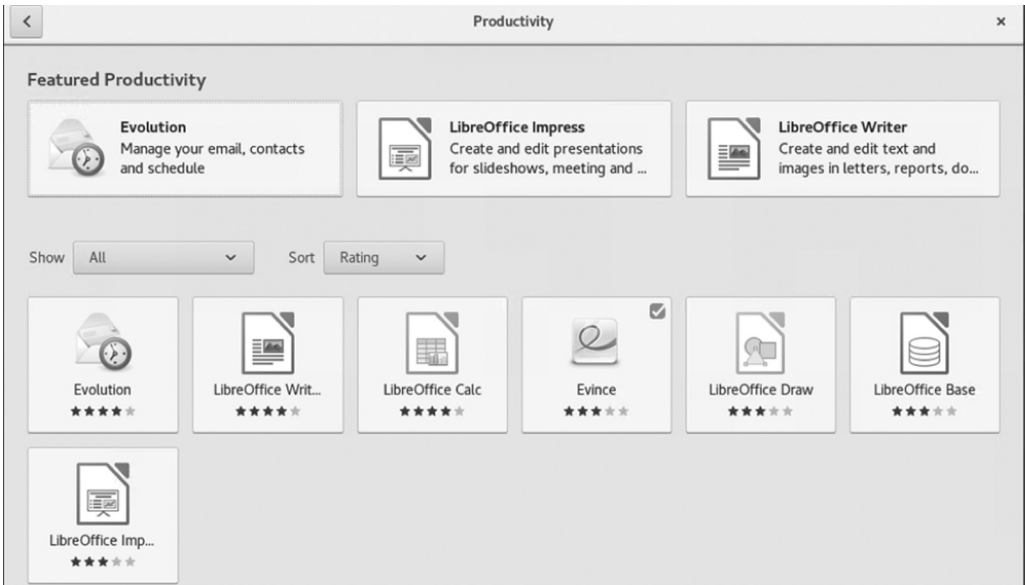 Productivity
Featured Productivity
Evolution
Manage your email, contacts
and schedule
LibreOffice Impress
Create and edit presentations
for slideshows, meeting and ...
LibreOffice Writer
Create and edit text and
images in letters, reports, do...
Show All Sort Rating
Evolution
LibreOffice Writ...
LibreOffice Calc
Evince
LibreOffice Draw
LibreOffice Base
LibreOffice Imp...